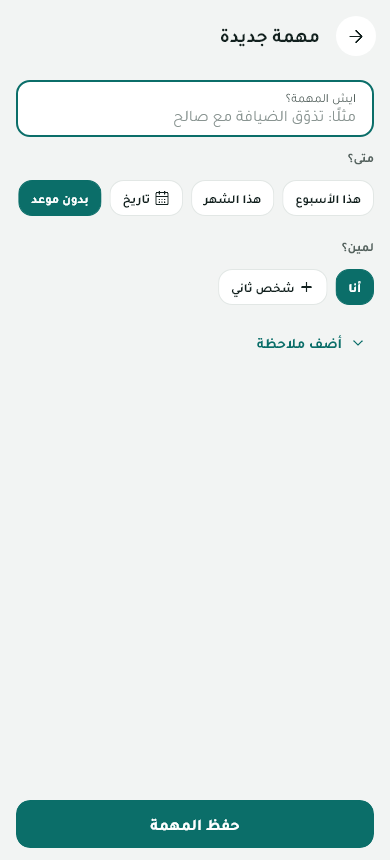 مهمة جديدة
ايش المهمة؟
مثلًا: تذوّق الضيافة مع صالح
متى؟
هذا الأسبوع
هذا الشهر
تاريخ
بدون موعد
لمين؟
أنا
شخص ثاني
أضف ملاحظة
حفظ المهمة